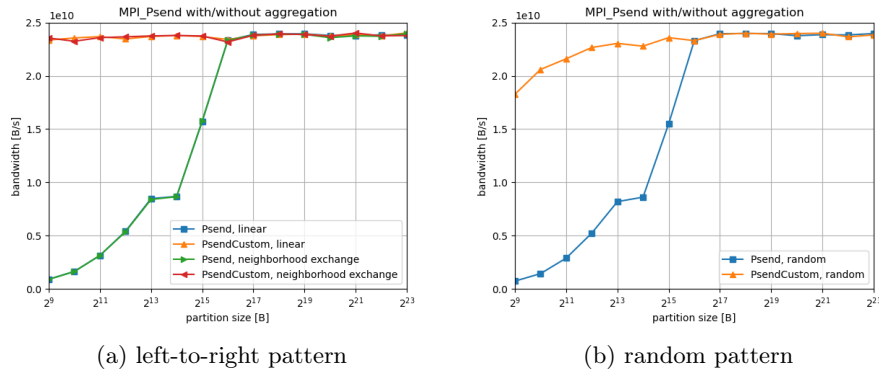 MPI_Psend with/without aggregation
1e10
2.5
2.0
1.5
1.0
0.5
0.0
bandwidth [B/s]
Psend, linear
PsendCustom, linear
Psend, neighborhood exchange
PsendCustom, neighborhood exchange
2^9 2^11 2^13 2^15 2^17 2^19 2^21 2^23
partition size [B]
(a) left-to-right pattern
MPI_Psend with/without aggregation
1e10
2.5
2.0
1.5
1.0
0.5
0.0
bandwidth [B/s]
Psend, random
PsendCustom, random
2^9 2^11 2^13 2^15 2^17 2^19 2^21 2^23
partition size [B]
(b) random pattern